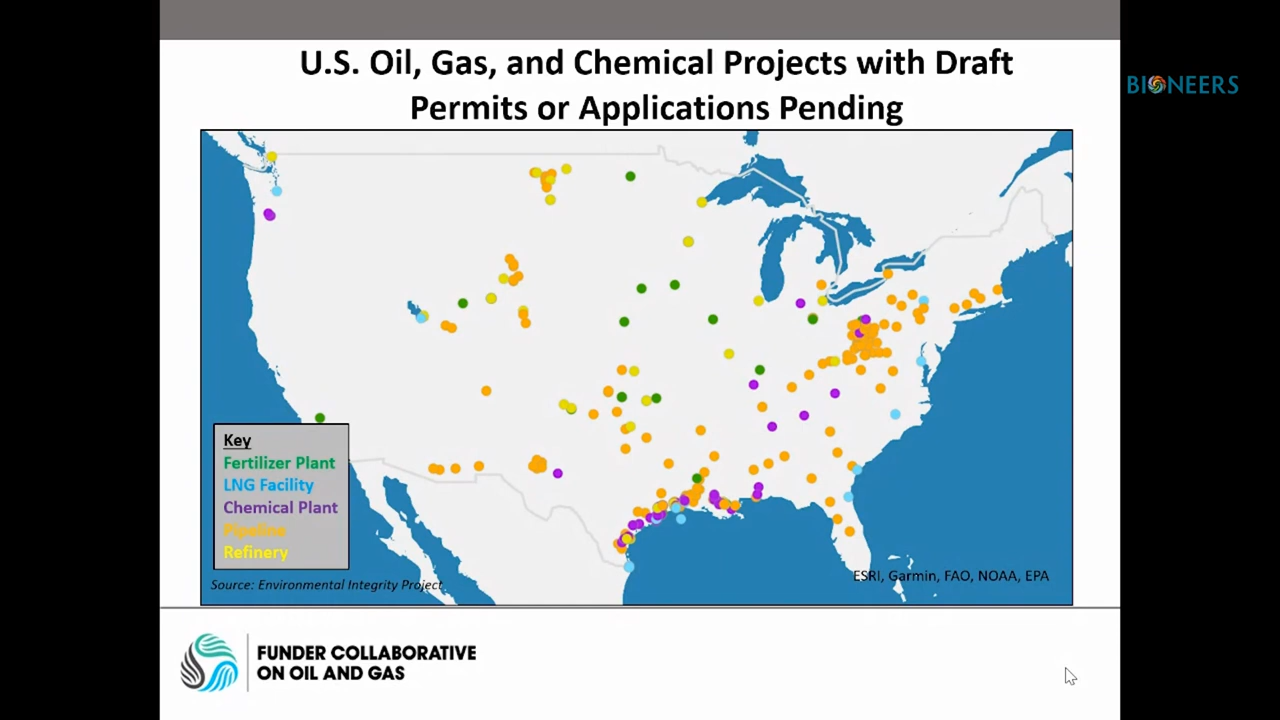 U.S. Oil, Gas, and Chemical Projects with Draft
Permits or Applications Pending
BIONEERS
Key
Fertilizer Plant
LNG Facility
Chemical Plant
Pipeline
Refinery
Source: Environmental Integrity Project
ESRI, Garmin, FAO, NOAA, EPA
FUNDER COLLABORATIVE
ON OIL AND GAS